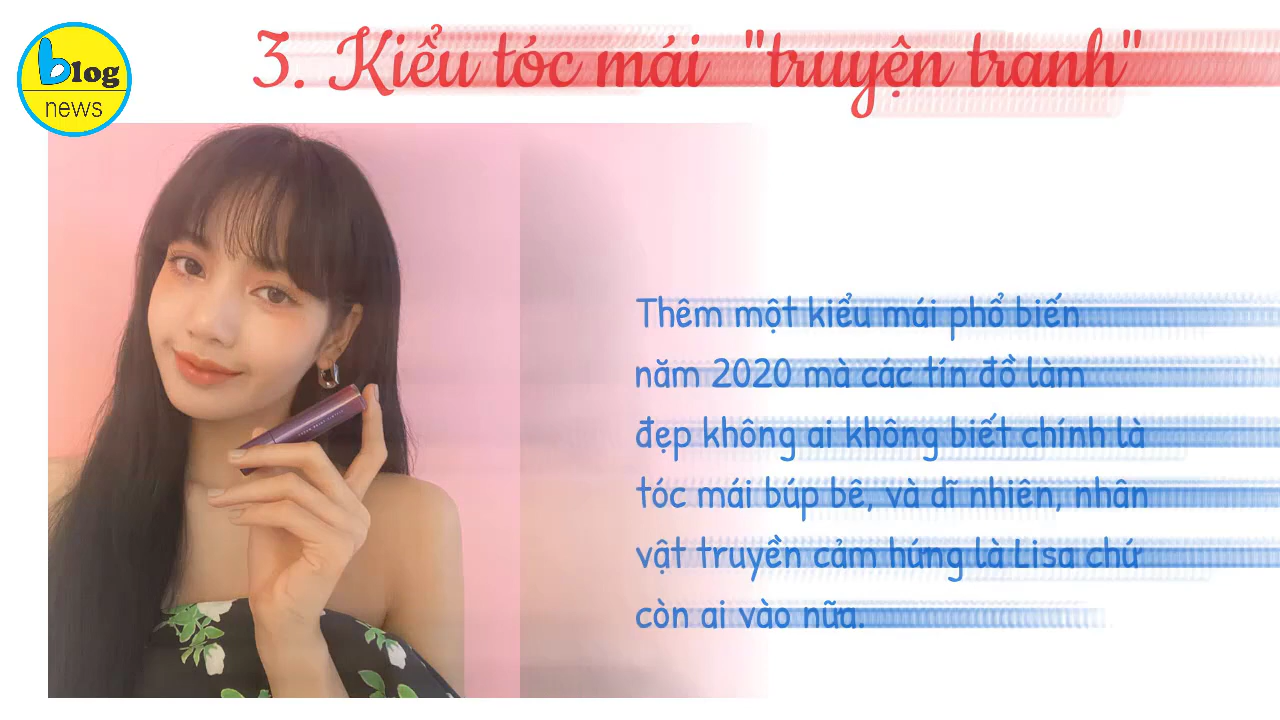 blog
news
3. Kiểu tóc mái "truyện tranh"
Thêm một kiểu mái phổ biến
năm 2020 mà các tín đồ làm
đẹp không ai không biết chính là
tóc mái búp bê, và dĩ nhiên, nhân
vật truyền cảm hứng là Lisa chứ
còn ai vào nữa.